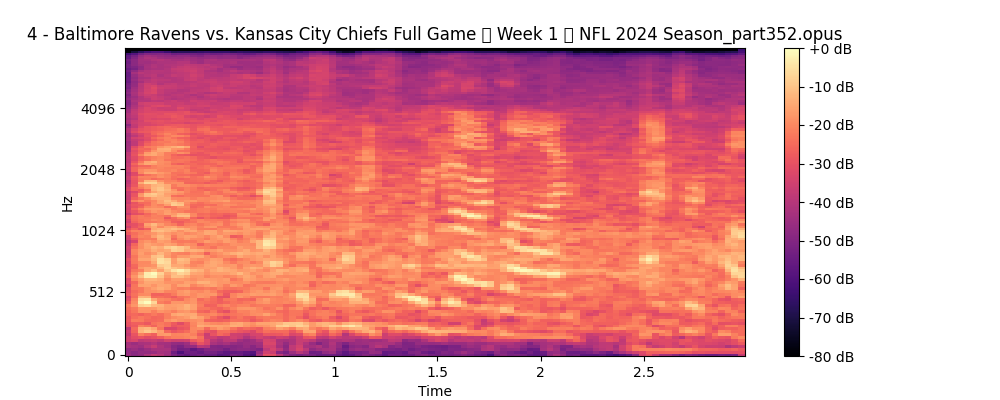 4 - Baltimore Ravens vs. Kansas City Chiefs Full Game ▯ Week 1 ▯ NFL 2024 Season_part352.opus
+0 dB
-10 dB
-20 dB
-30 dB
-40 dB
-50 dB
-60 dB
-70 dB
-80 dB
Hz
4096
2048
1024
512
0
0 0.5 1 1.5 2 2.5
Time